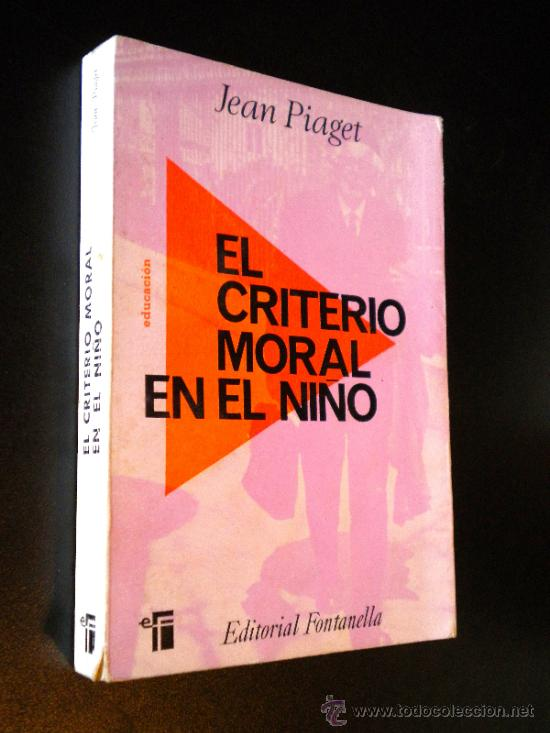 Jean Piaget
educación
EL
CRITERIO
MORAL
EN EL NIÑO
Editorial Fontanella
Jean Piaget
EL CRITERIO MORAL
EN EL NIÑO
e
www.todocoleccion.net